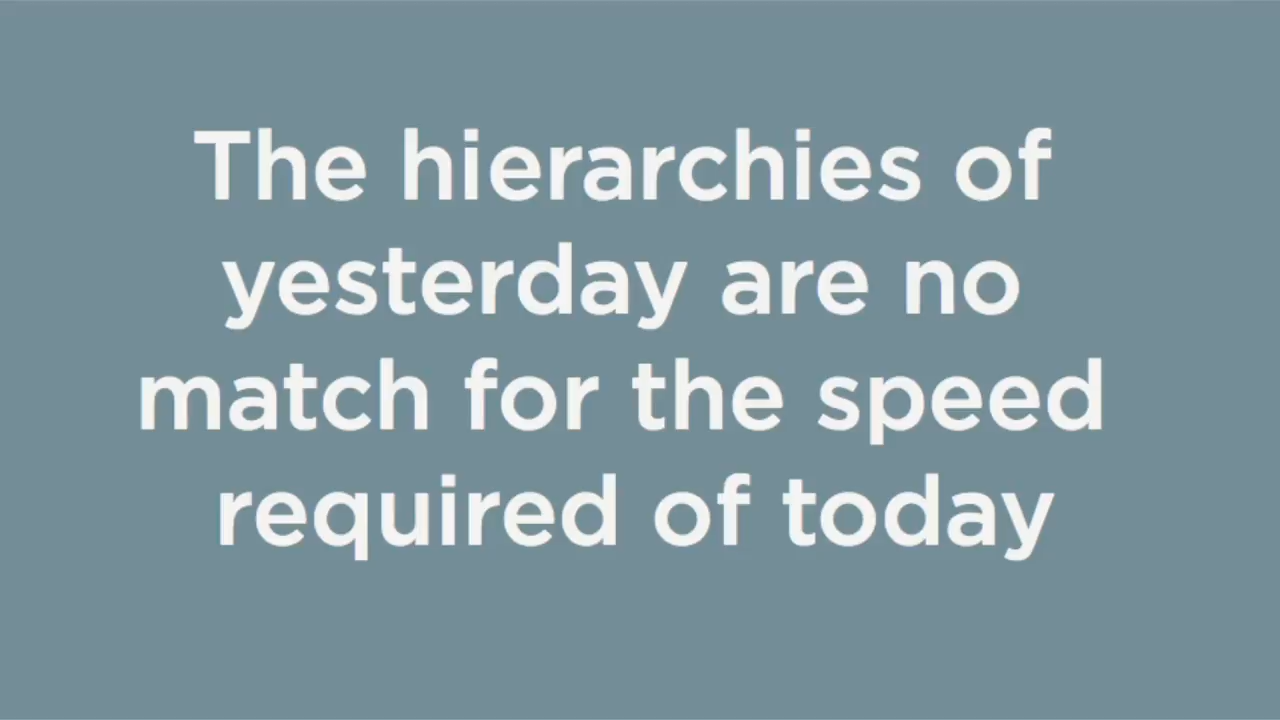 The hierarchies of
yesterday are no
match for the speed
required of today